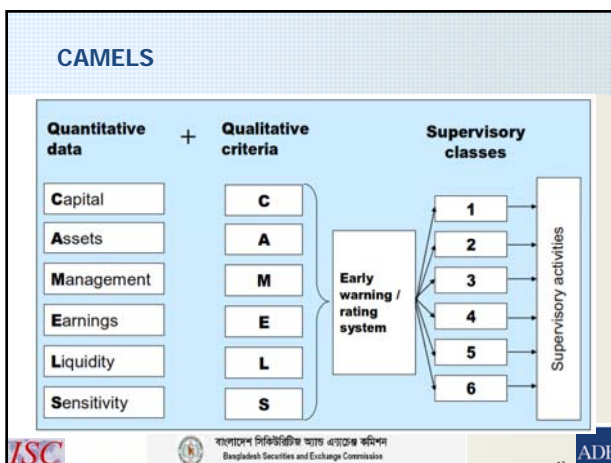 CAMELS
Quantitative data + Qualitative criteria Supervisory classes
Capital C 1
Assets A 2
Management M 3
Earnings E 4
Liquidity L 5
Sensitivity S 6
Early warning / rating system
Supervisory activities
ISC
বাংলাদেশ সিকিউরিটিজ অ্যান্ড এক্সচেঞ্জ কমিশন
Bangladesh Securities and Exchange Commission